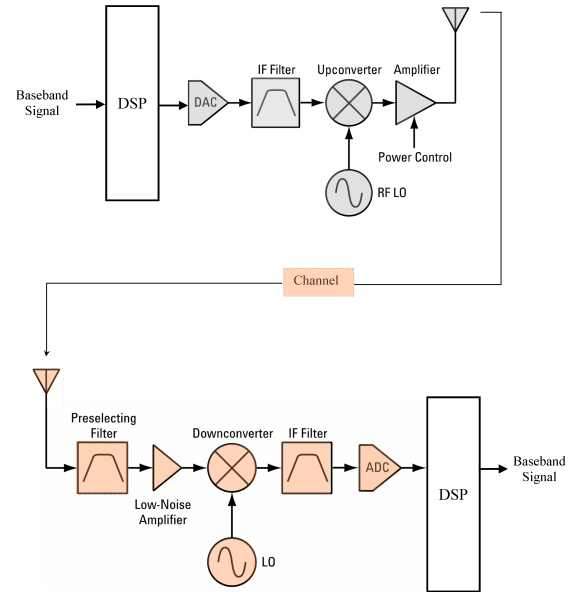 Baseband
Signal
DSP
DAC
IF Filter
Upconverter
Amplifier
Power Control
RF LO
Channel
Preselecting
Filter
Low-Noise
Amplifier
Downconverter
LO
IF Filter
ADC
DSP
Baseband
Signal